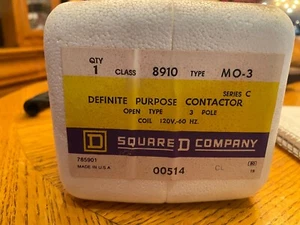 QTY
1 CLASS 8910 TYPE MO-3
SERIES C
DEFINITE PURPOSE CONTACTOR
OPEN TYPE 3 POLE
COIL 120V.-60 HZ.
D SQUARE D COMPANY
785901
MADE IN U.S.A.
00514